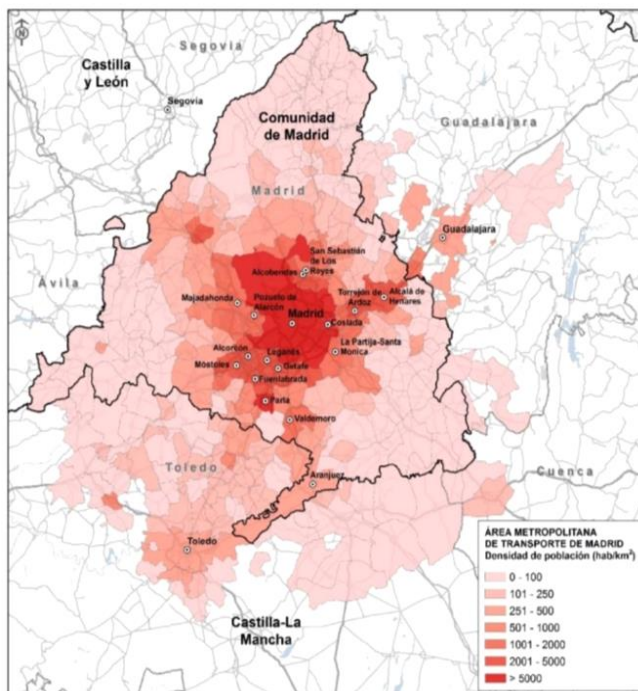 N
Segovia
Castilla
y León
Segovia
Comunidad
de Madrid
Guadalajara
Madrid
Guadalajara
San Sebastián
de Los
Reyes
Alcobendas
Ávila
Torrejón de
Ardoz
Alcalá de
Henares
Majadahonda
Pozuelo de
Alarcón
Madrid
Coslada
La Partija-Santa
Monica
Alcorcón
Leganés
Móstoles
Getafe
Fuenlabrada
Parla
Valdemoro
Toledo
Aranjuez
Cuenca
Toledo
Castilla-La
Mancha
ÁREA METROPOLITANA
DE TRANSPORTE DE MADRID
Densidad de población (hab/km²)
0 - 100
101 - 250
251 - 500
501 - 1000
1001 - 2000
2001 - 5000
> 5000